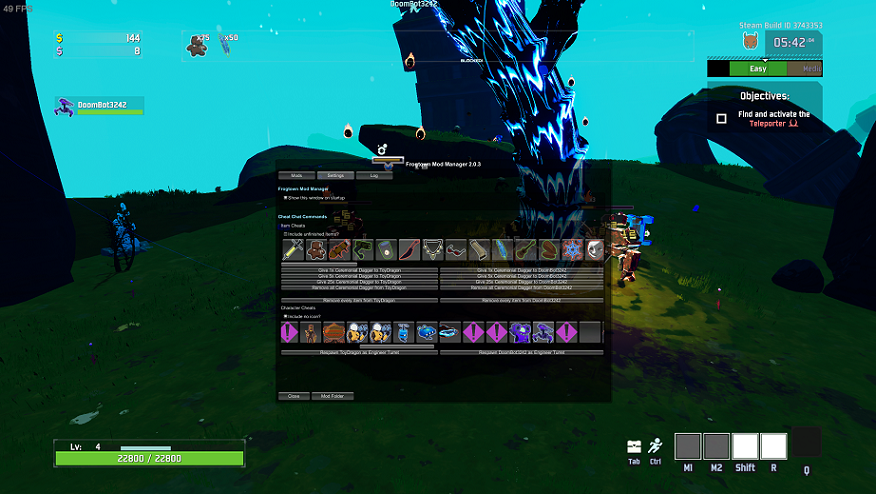 49 FPS
DoomBot3242
$ 144
$ 8
x75
x50
BLOCKED!
Steam Build ID 3743353
05:42
Easy
Mediu
Objectives:
Find and activate the
Teleporter
DoomBot3242
Frogtown Mod Manager 2.0.3
Mods
Settings
Log
Frogtown Mod Manager
Show this window on startup
Cheat Chat Commands
Item Cheats
Include unfinished items?
Give 1x Ceremonial Dagger to ToyDragon
Give 1x Ceremonial Dagger to DoomBot3242
Give 5x Ceremonial Dagger to ToyDragon
Give 5x Ceremonial Dagger to DoomBot3242
Give 25x Ceremonial Dagger to ToyDragon
Give 25x Ceremonial Dagger to DoomBot3242
Remove all Ceremonial Dagger from ToyDragon
Remove all Ceremonial Dagger from DoomBot3242
Remove every item from ToyDragon
Remove every item from DoomBot3242
Character Cheats
Include no icon?
Respawn ToyDragon as Engineer Turret
Respawn DoomBot3242 as Engineer Turret
Close
Mod Folder
Lv: 4
22800 / 22800
Tab
Ctrl
M1
M2
Shift
R
Q